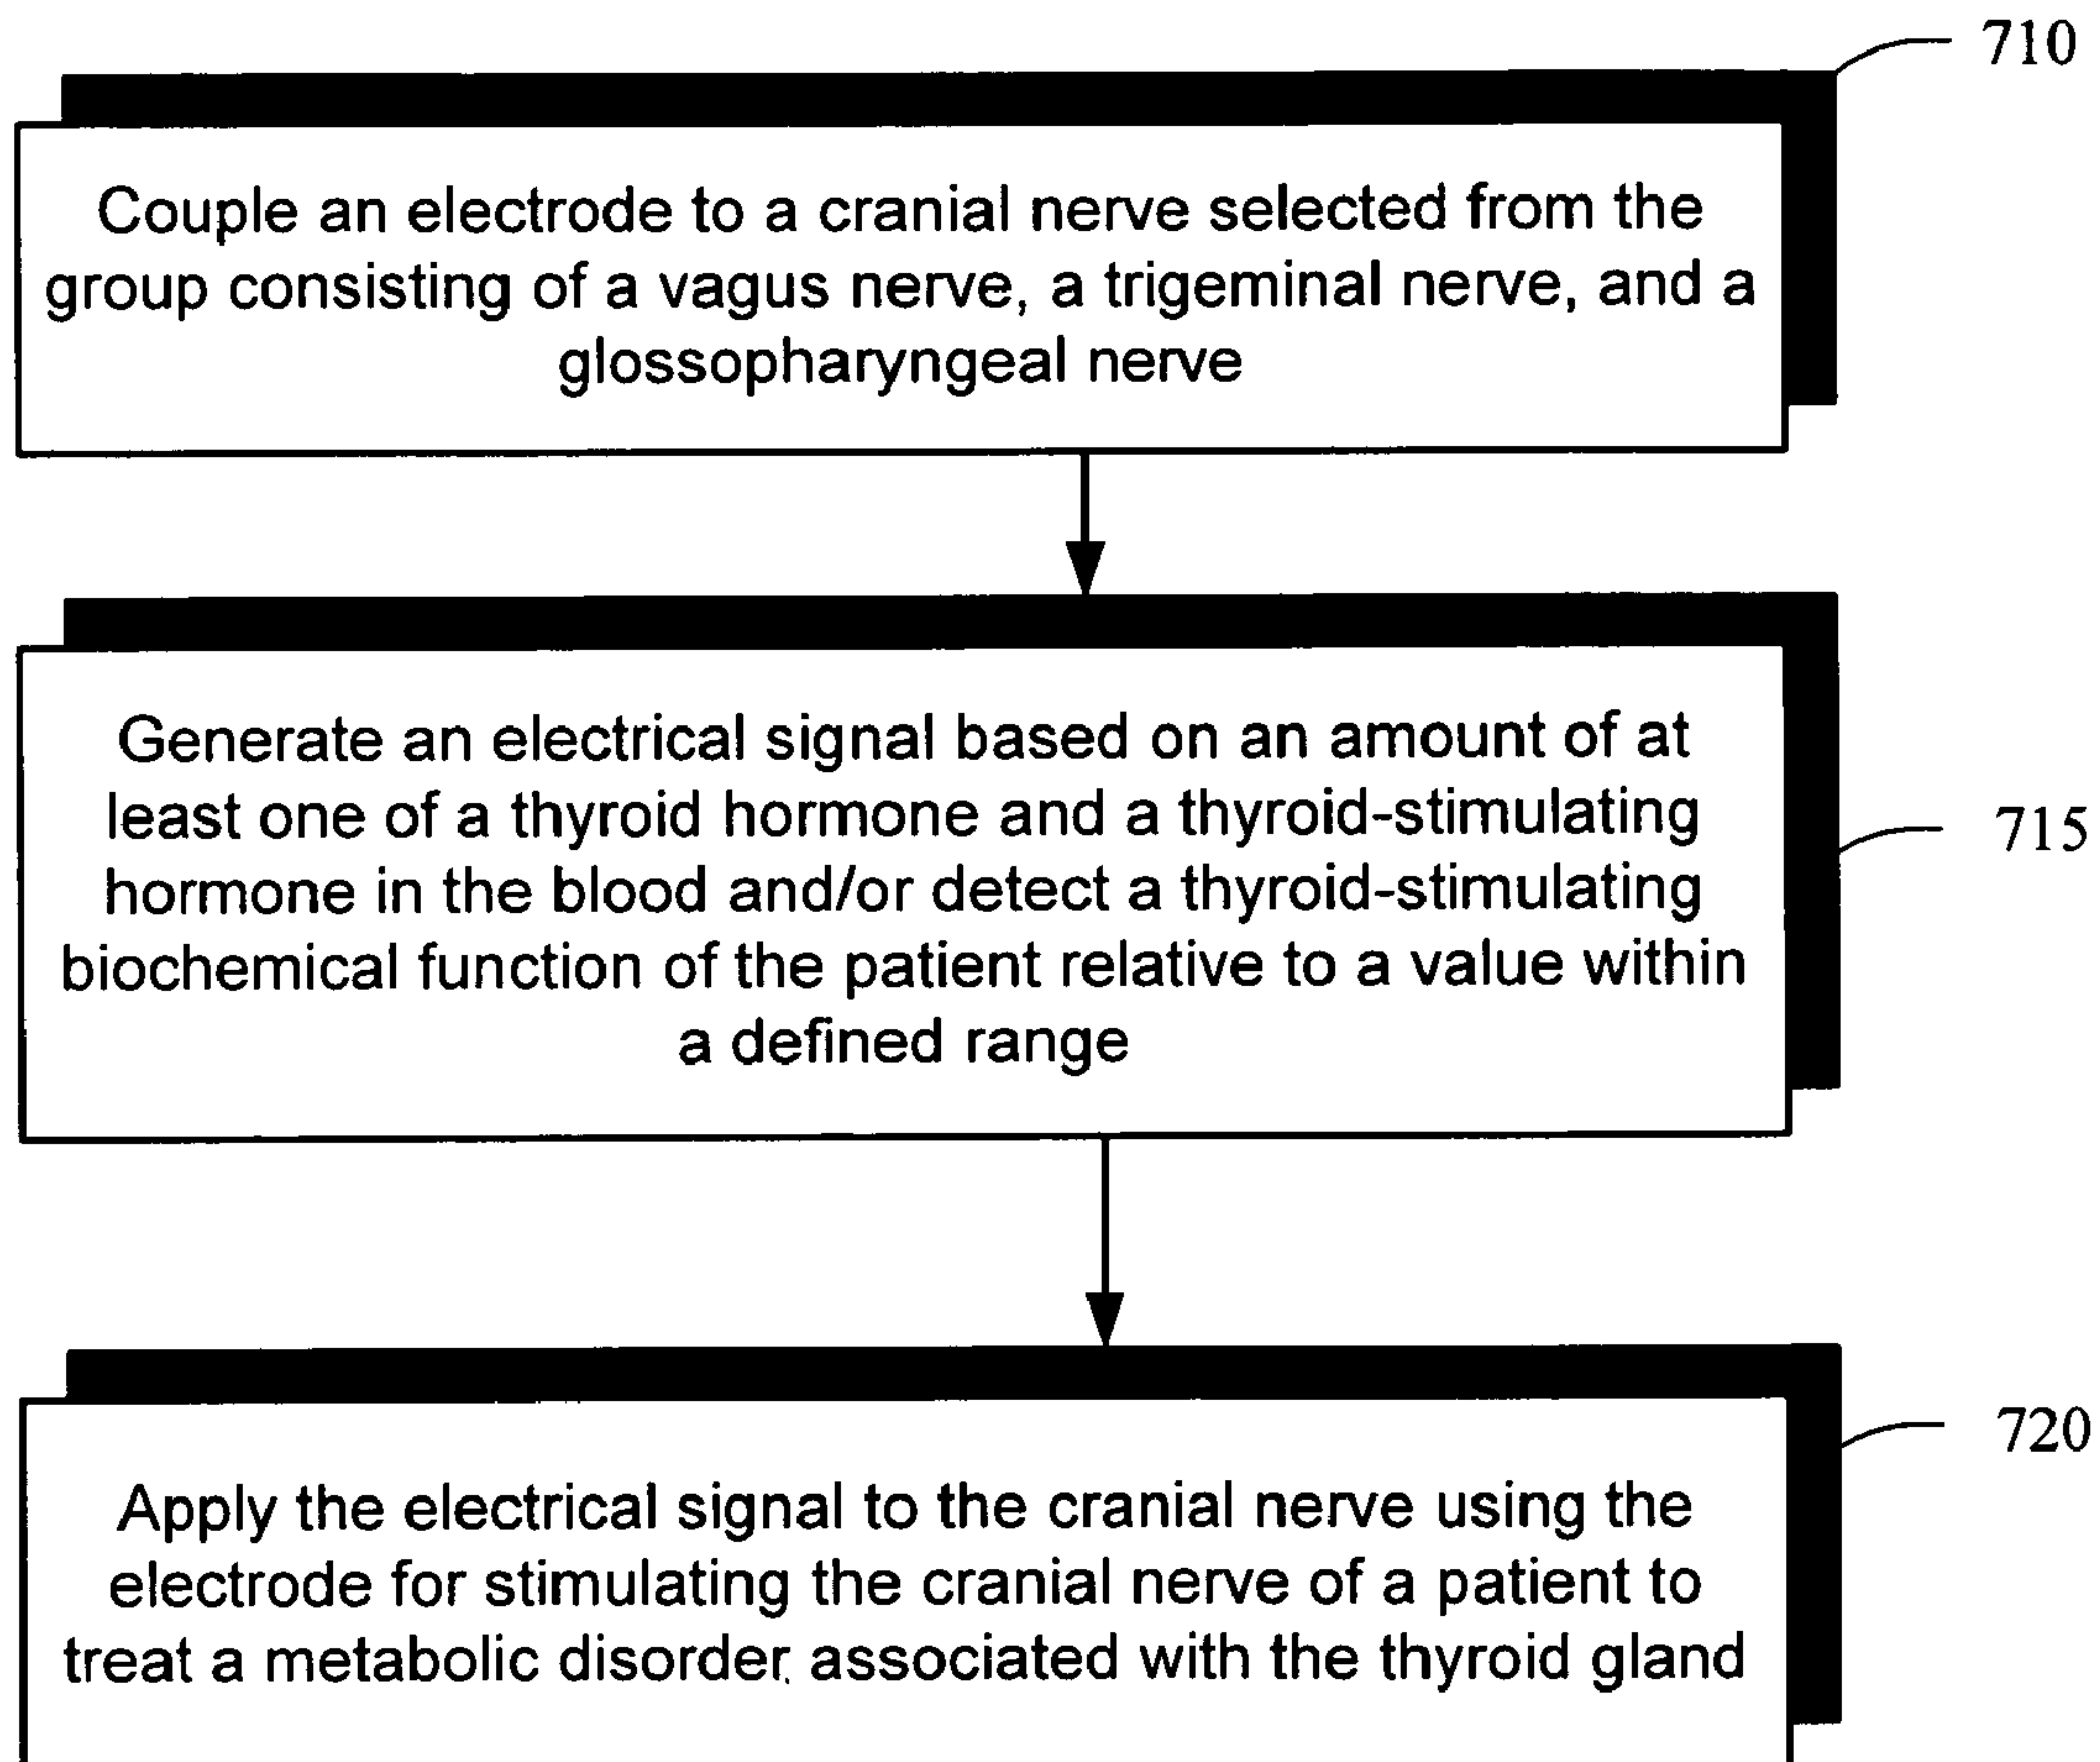 710
Couple an electrode to a cranial nerve selected from the
group consisting of a vagus nerve, a trigeminal nerve, and a
glossopharyngeal nerve
Generate an electrical signal based on an amount of at
least one of a thyroid hormone and a thyroid-stimulating
hormone in the blood and/or detect a thyroid-stimulating
biochemical function of the patient relative to a value within
a defined range
715
720
Apply the electrical signal to the cranial nerve using the
electrode for stimulating the cranial nerve of a patient to
treat a metabolic disorder associated with the thyroid gland